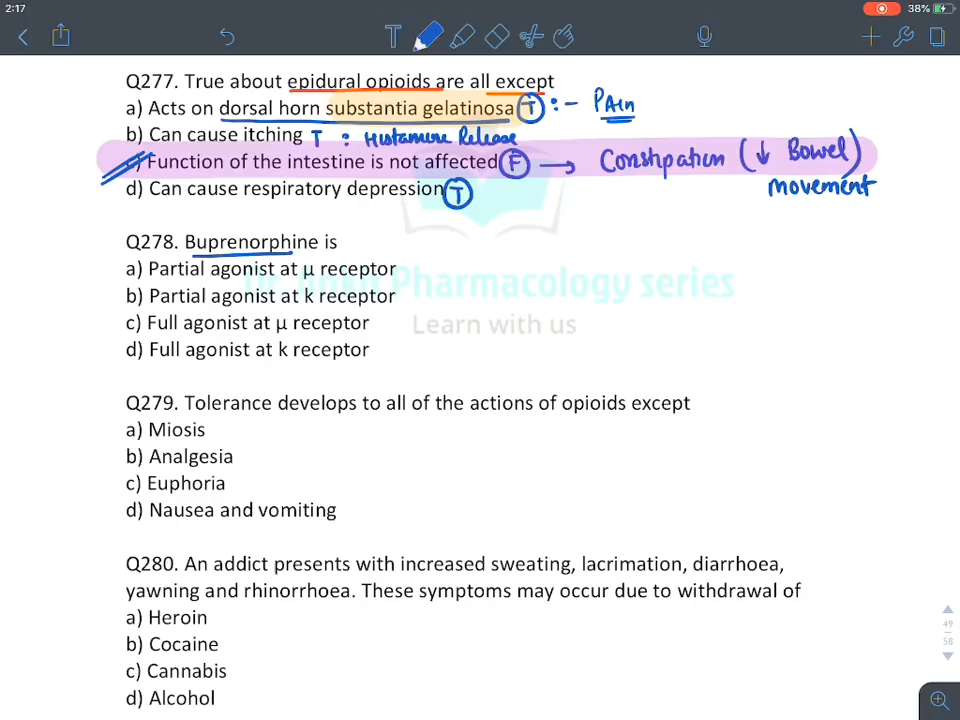 2:17
38%
T
Q277. True about epidural opioids are all except
a) Acts on dorsal horn substantia gelatinosa T :- PAIN
b) Can cause itching T : Histamine Release
c) Function of the intestine is not affected F → Constipation (↓ Bowel movement)
d) Can cause respiratory depression T
Q278. Buprenorphine is
a) Partial agonist at μ receptor
b) Partial agonist at k receptor
Pharmacology series
c) Full agonist at μ receptor
Learn with us
d) Full agonist at k receptor
Q279. Tolerance develops to all of the actions of opioids except
a) Miosis
b) Analgesia
c) Euphoria
d) Nausea and vomiting
Q280. An addict presents with increased sweating, lacrimation, diarrhoea,
yawning and rhinorrhoea. These symptoms may occur due to withdrawal of
a) Heroin
b) Cocaine
c) Cannabis
d) Alcohol
49
58